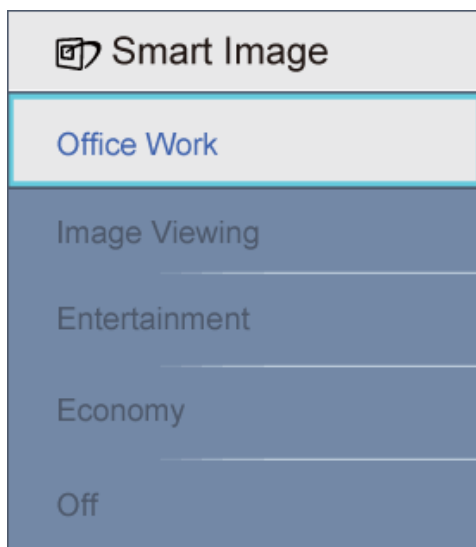 Smart Image
Office Work
Image Viewing
Entertainment
Economy
Off